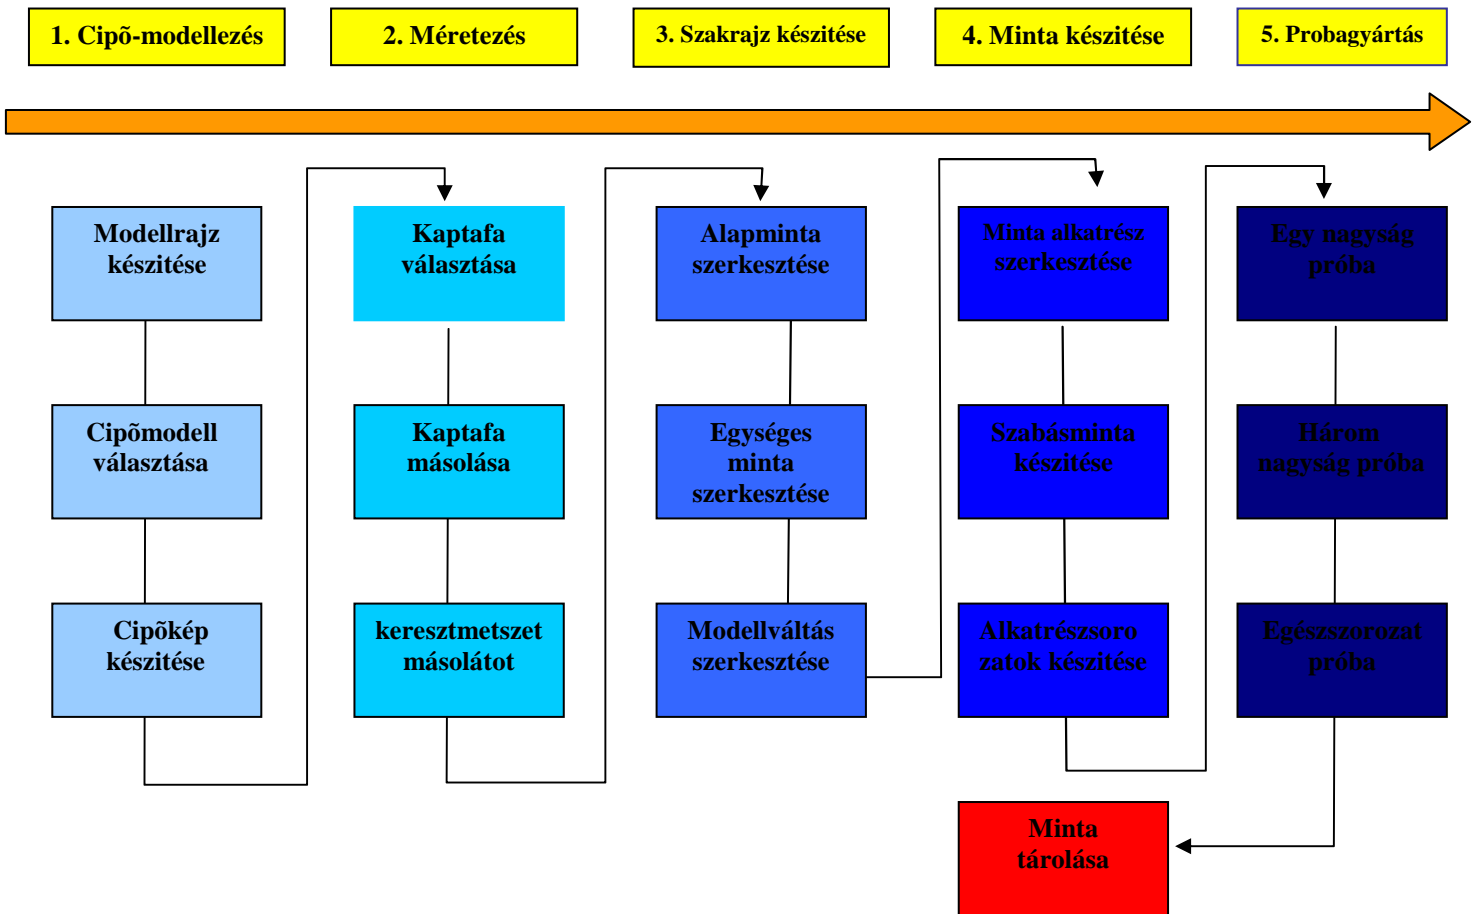 1. Cipõ-modellezés
2. Méretezés
3. Szakrajz készitése
4. Minta készitése
5. Probagyártás
Modellrajz
készitése
Cipõmodell
választása
Cipõkép
készitése
Kaptafa
választása
Kaptafa
másolása
keresztmetszet
másolátot
Alapminta
szerkesztése
Egységes
minta
szerkesztése
Modellváltás
szerkesztése
Minta alkatrész
szerkesztése
Szabásminta
készitése
Alkatrészsoro
zatok készitése
Egy nagyság
próba
Három
nagyság próba
Egészszorozat
próba
Minta
tárolása